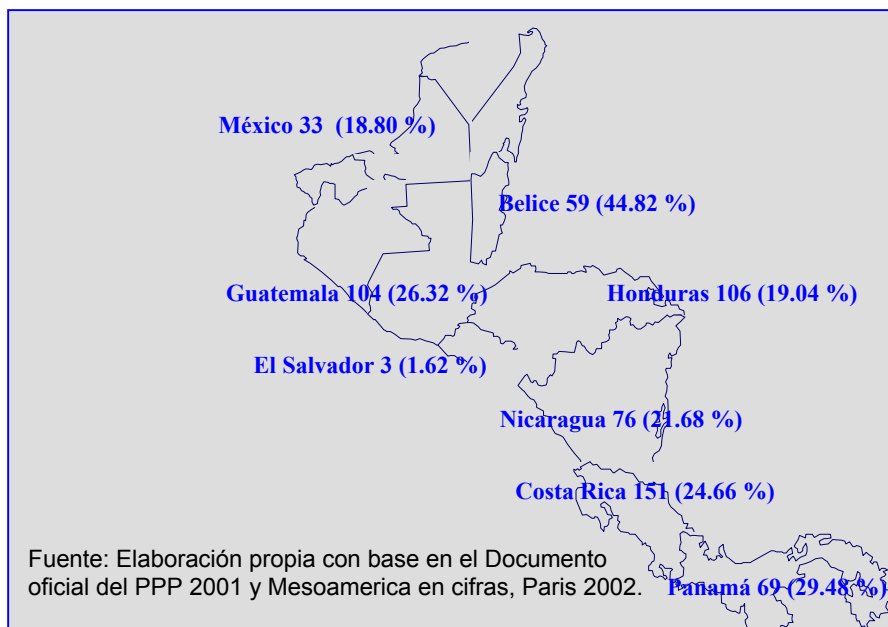 México 33 (18.80 %)
Belice 59 (44.82 %)
Guatemala 104 (26.32 %)
Honduras 106 (19.04 %)
El Salvador 3 (1.62 %)
Nicaragua 76 (21.68 %)
Costa Rica 151 (24.66 %)
Fuente: Elaboración propia con base en el Documento
oficial del PPP 2001 y Mesoamerica en cifras, Paris 2002.
Panamá 69 (29.48 %)